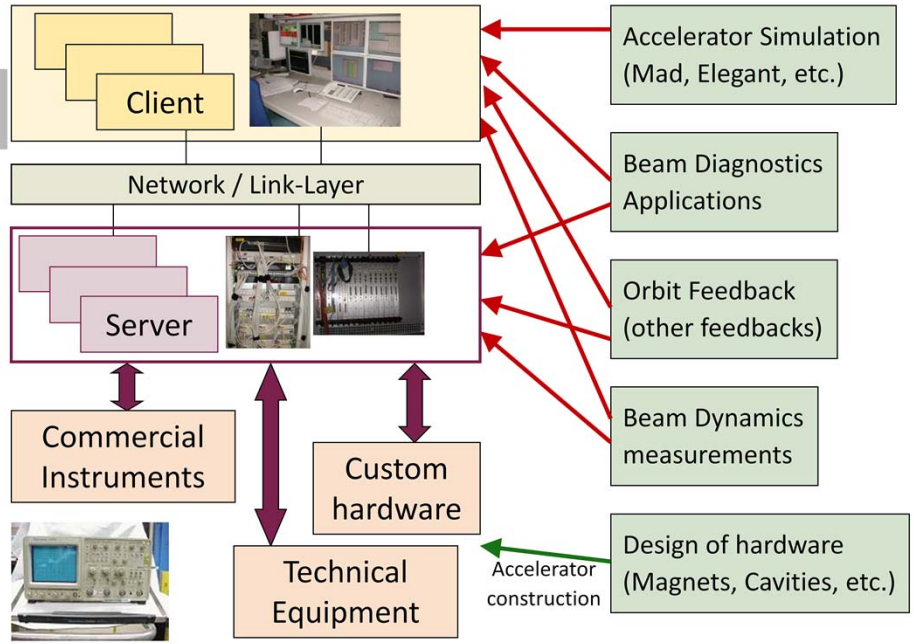 Client
Network / Link-Layer
Server
Commercial
Instruments
Custom
hardware
Technical
Equipment
Accelerator
construction
Accelerator Simulation
(Mad, Elegant, etc.)
Beam Diagnostics
Applications
Orbit Feedback
(other feedbacks)
Beam Dynamics
measurements
Design of hardware
(Magnets, Cavities, etc.)